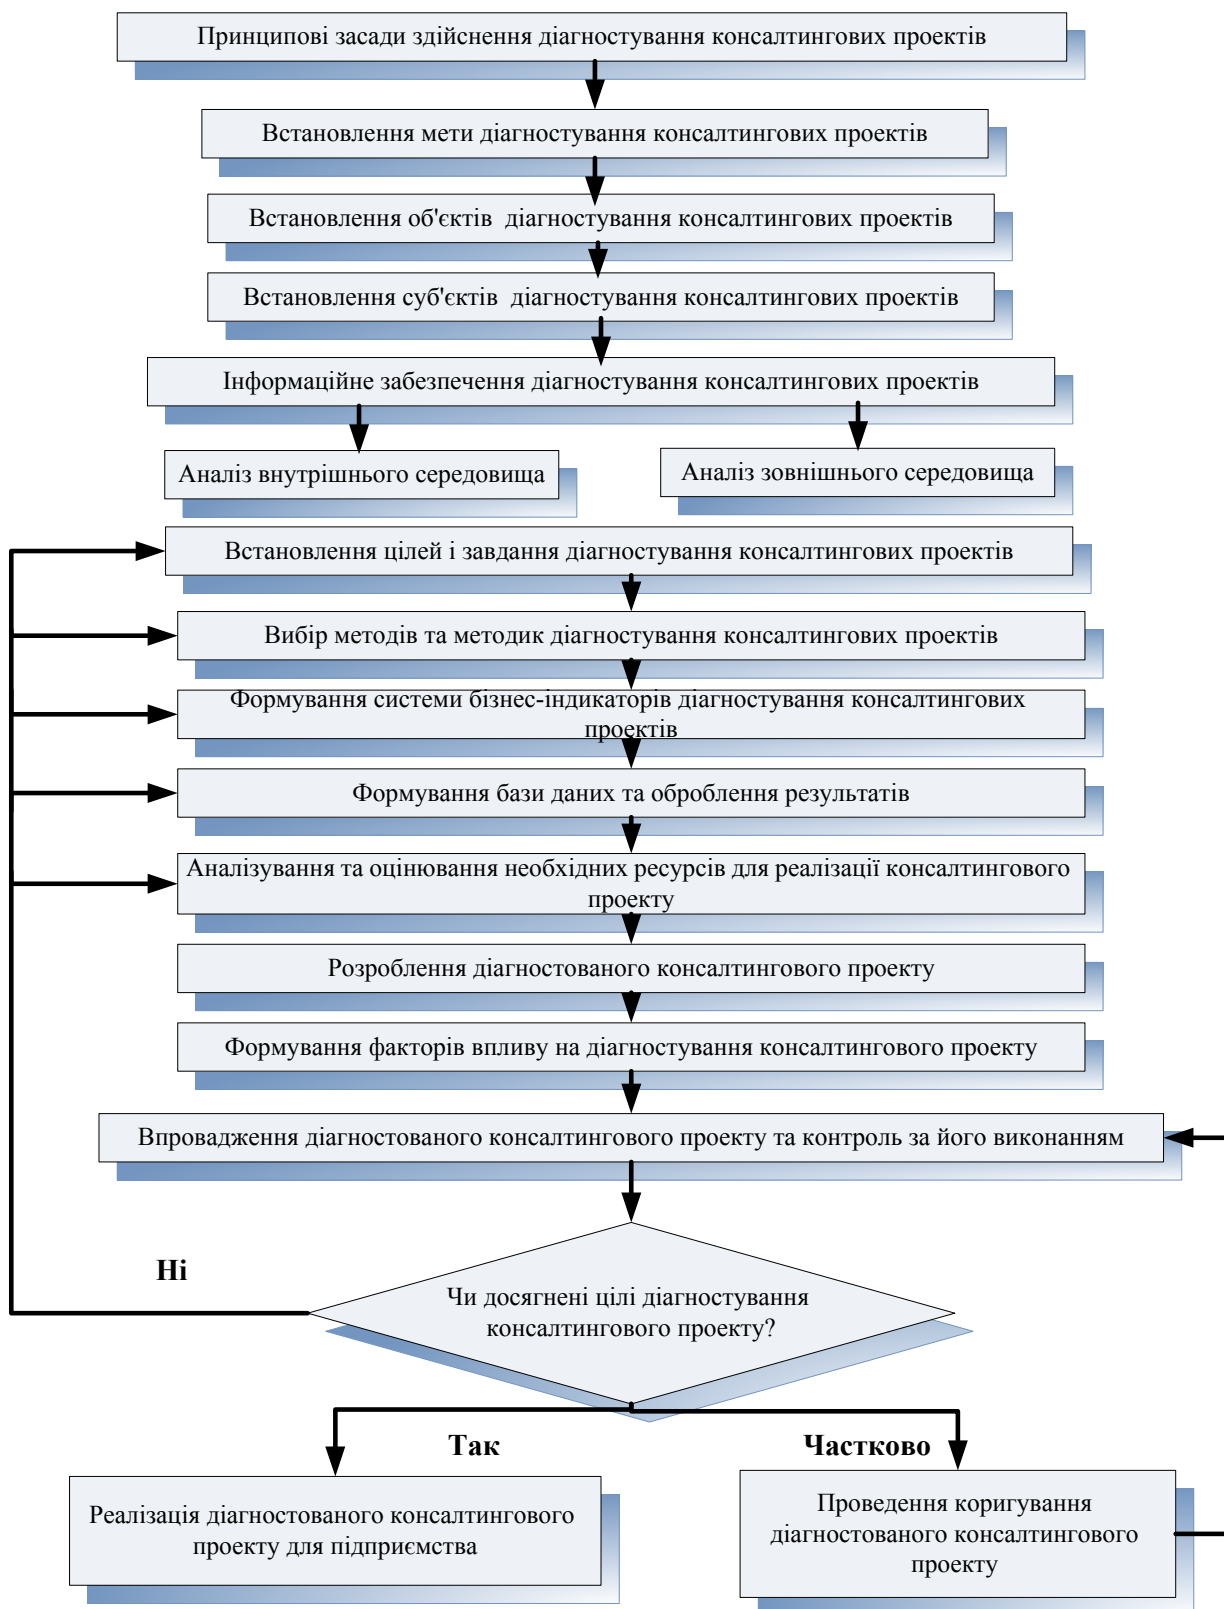 Принципові засади здійснення діагностування консалтингових проектів
Встановлення мети діагностування консалтингових проектів
Встановлення об'єктів діагностування консалтингових проектів
Встановлення суб'єктів діагностування консалтингових проектів
Інформаційне забезпечення діагностування консалтингових проектів
Аналіз внутрішнього середовища
Аналіз зовнішнього середовища
Встановлення цілей і завдання діагностування консалтингових проектів
Вибір методів та методик діагностування консалтингових проектів
Формування системи бізнес-індикаторів діагностування консалтингових
проектів
Формування бази даних та оброблення результатів
Аналізування та оцінювання необхідних ресурсів для реалізації консалтингового
проекту
Розроблення діагностованого консалтингового проекту
Формування факторів впливу на діагностування консалтингового проекту
Впровадження діагностованого консалтингового проекту та контроль за його виконанням
Ні
Чи досягнені цілі діагностування
консалтингового проекту?
Так
Частково
Реалізація діагностованого консалтингового
проекту для підприємства
Проведення коригування
діагностованого консалтингового
проекту